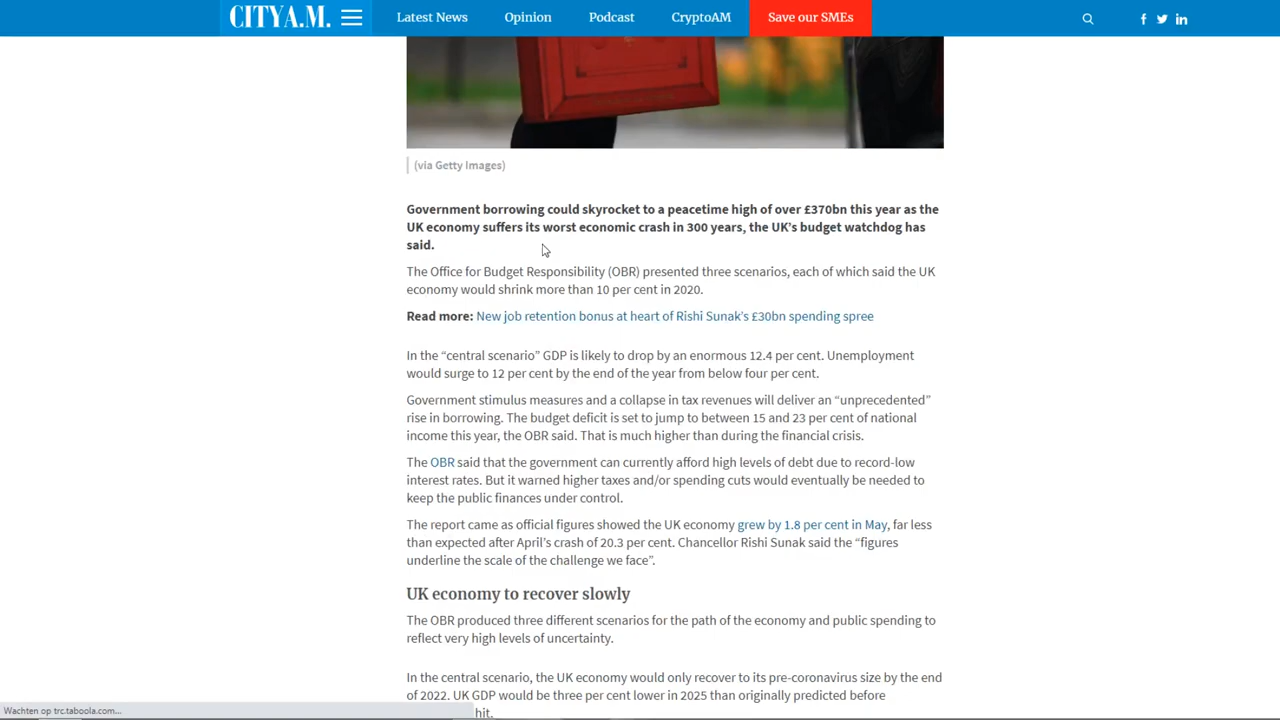 CITYA.M.
Latest News
Opinion
Podcast
CryptoAM
Save our SMEs
(via Getty Images)
Government borrowing could skyrocket to a peacetime high of over £370bn this year as the
UK economy suffers its worst economic crash in 300 years, the UK’s budget watchdog has
said.
The Office for Budget Responsibility (OBR) presented three scenarios, each of which said the UK
economy would shrink more than 10 per cent in 2020.
Read more: New job retention bonus at heart of Rishi Sunak’s £30bn spending spree
In the “central scenario” GDP is likely to drop by an enormous 12.4 per cent. Unemployment
would surge to 12 per cent by the end of the year from below four per cent.
Government stimulus measures and a collapse in tax revenues will deliver an “unprecedented”
rise in borrowing. The budget deficit is set to jump to between 15 and 23 per cent of national
income this year, the OBR said. That is much higher than during the financial crisis.
The OBR said that the government can currently afford high levels of debt due to record-low
interest rates. But it warned higher taxes and/or spending cuts would eventually be needed to
keep the public finances under control.
The report came as official figures showed the UK economy grew by 1.8 per cent in May, far less
than expected after April’s crash of 20.3 per cent. Chancellor Rishi Sunak said the “figures
underline the scale of the challenge we face”.
UK economy to recover slowly
The OBR produced three different scenarios for the path of the economy and public spending to
reflect very high levels of uncertainty.
In the central scenario, the UK economy would only recover to its pre-coronavirus size by the end
of 2022. UK GDP would be three per cent lower in 2025 than originally predicted before
hit.
Wachten op trc.taboola.com...